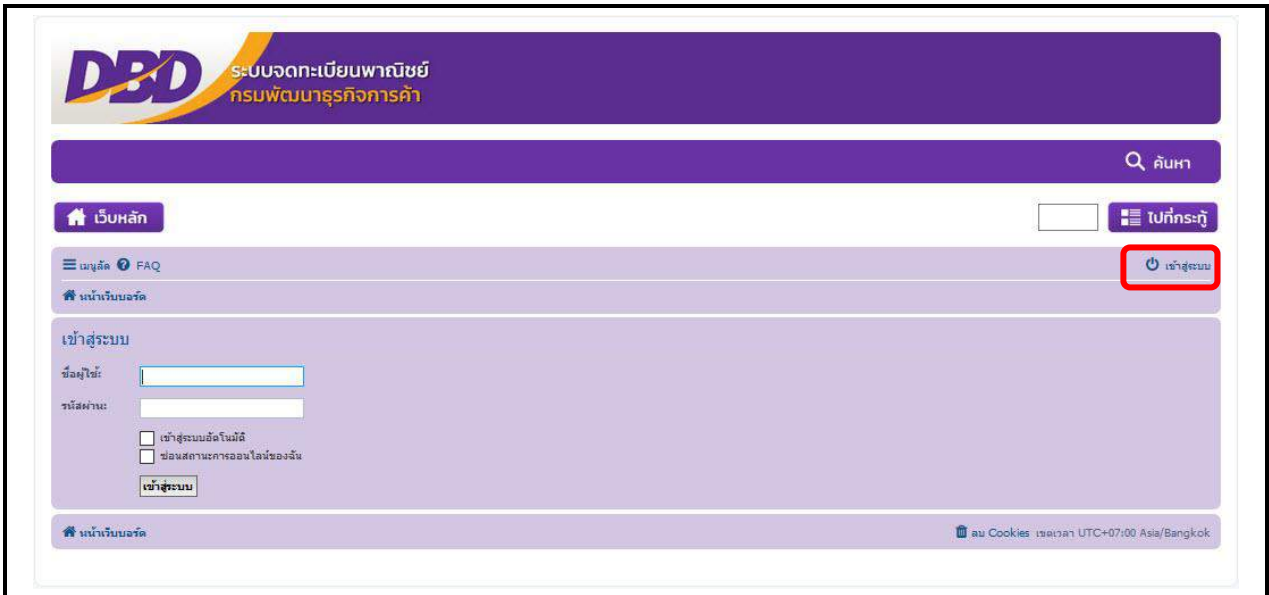 DBD
ระบบจดทะเบียนพาณิชย์
กรมพัฒนาธุรกิจการค้า
ค้นหา
เว็บหลัก
ไปที่กระทู้
เมนูลัด FAQ
เข้าสู่ระบบ
หน้าเว็บบอร์ด
เข้าสู่ระบบ
ชื่อผู้ใช้:
รหัสผ่าน:
เข้าสู่ระบบอัตโนมัติ
ซ่อนสถานะการออนไลน์ของฉัน
เข้าสู่ระบบ
หน้าเว็บบอร์ด
ลบ Cookies เขตเวลา UTC+07:00 Asia/Bangkok